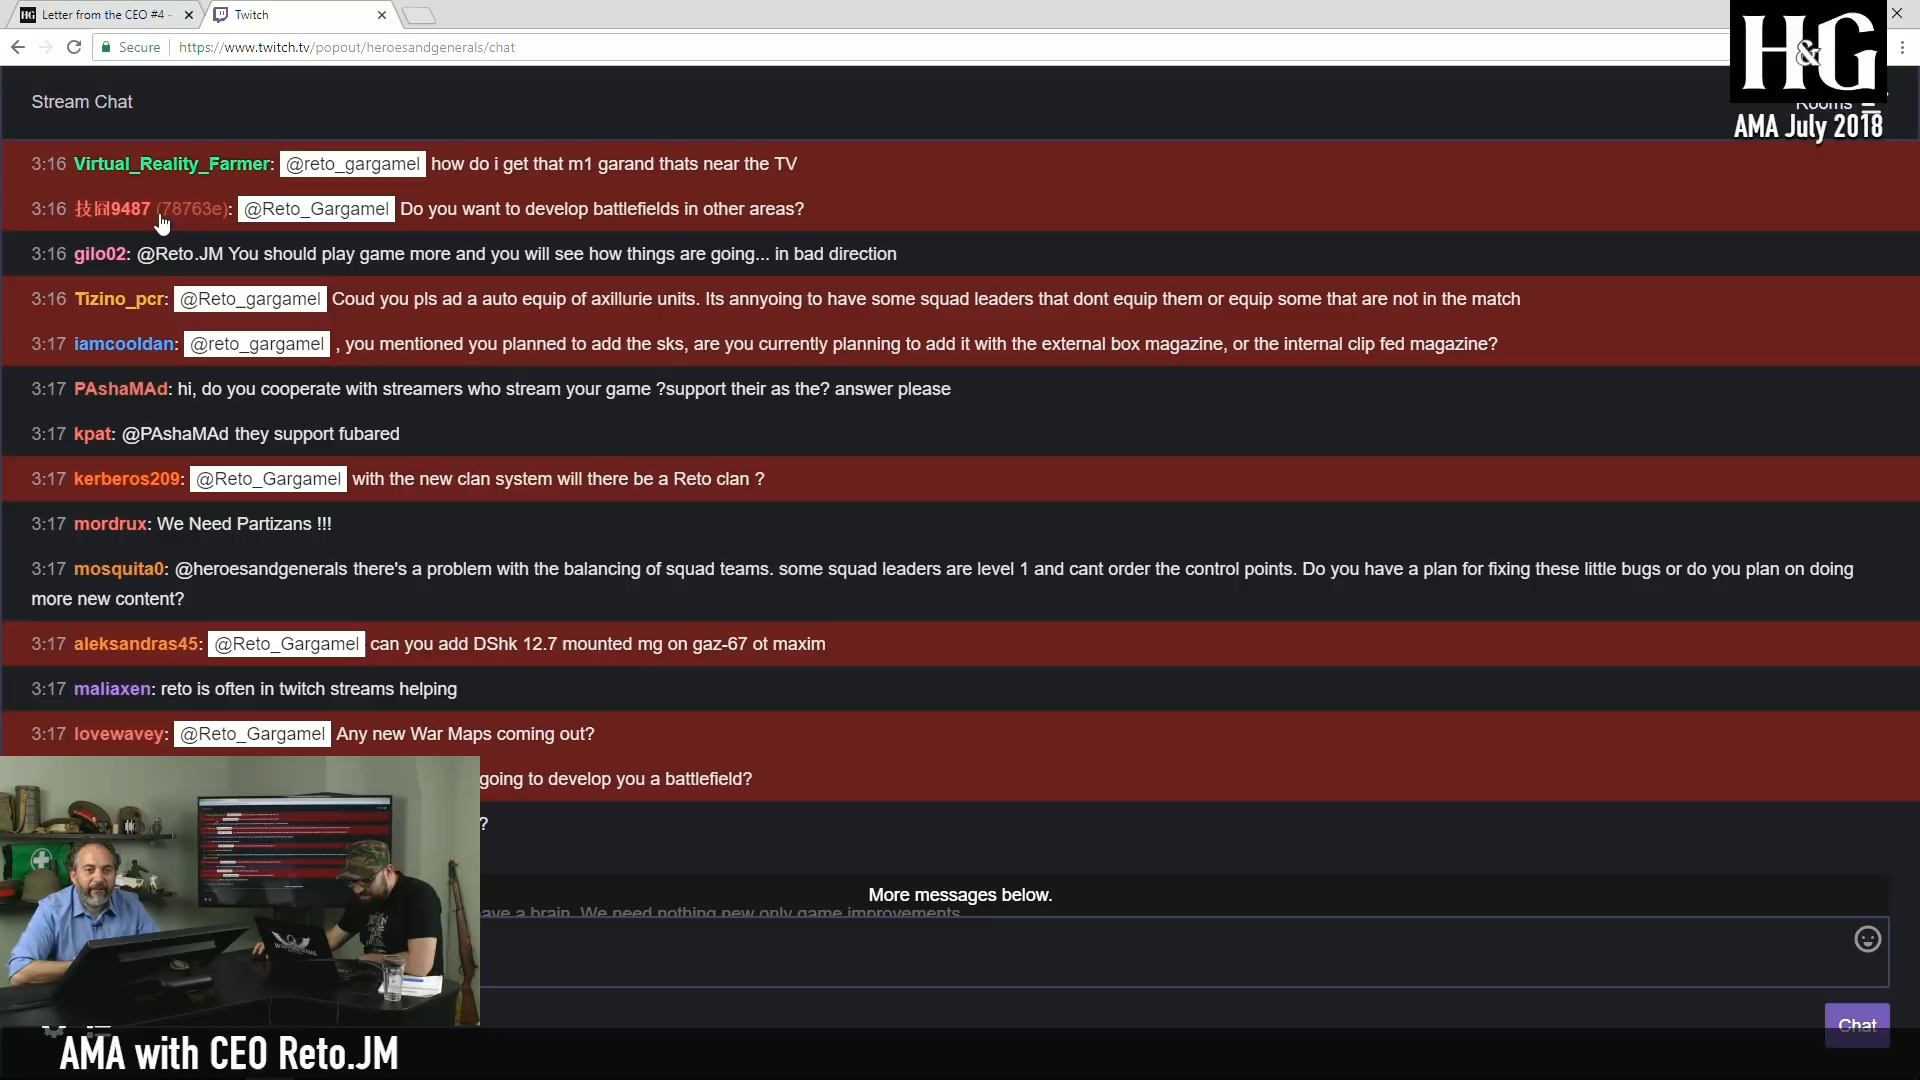 Letter from the CEO #4 -
Twitch
Secure
https://www.twitch.tv/popout/heroesandgenerals/chat
H&G
Stream Chat
Rooms
AMA July 2018
3:16 Virtual_Reality_Farmer: @reto_gargamel how do i get that m1 garand thats near the TV
3:16 技冏9487 (78763e): @Reto_Gargamel Do you want to develop battlefields in other areas?
3:16 gilo02: @Reto.JM You should play game more and you will see how things are going... in bad direction
3:16 Tizino_pcr: @Reto_gargamel Coud you pls ad a auto equip of axillurie units. Its annyoing to have some squad leaders that dont equip them or equip some that are not in the match
3:17 iamcooldan: @reto_gargamel , you mentioned you planned to add the sks, are you currently planning to add it with the external box magazine, or the internal clip fed magazine?
3:17 PAshaMAd: hi, do you cooperate with streamers who stream your game ?support their as the? answer please
3:17 kpat: @PAshaMAd they support fubared
3:17 kerberos209: @Reto_Gargamel with the new clan system will there be a Reto clan ?
3:17 mordrux: We Need Partizans !!!
3:17 mosquita0: @heroesandgenerals there's a problem with the balancing of squad teams. some squad leaders are level 1 and cant order the control points. Do you have a plan for fixing these little bugs or do you plan on doing
more new content?
3:17 aleksandras45: @Reto_Gargamel can you add DShk 12.7 mounted mg on gaz-67 ot maxim
3:17 maliaxen: reto is often in twitch streams helping
3:17 lovewavey: @Reto_Gargamel Any new War Maps coming out?
going to develop you a battlefield?
?
More messages below.
ave a brain. We need nothing new only game improvements
Chat
AMA with CEO Reto.JM